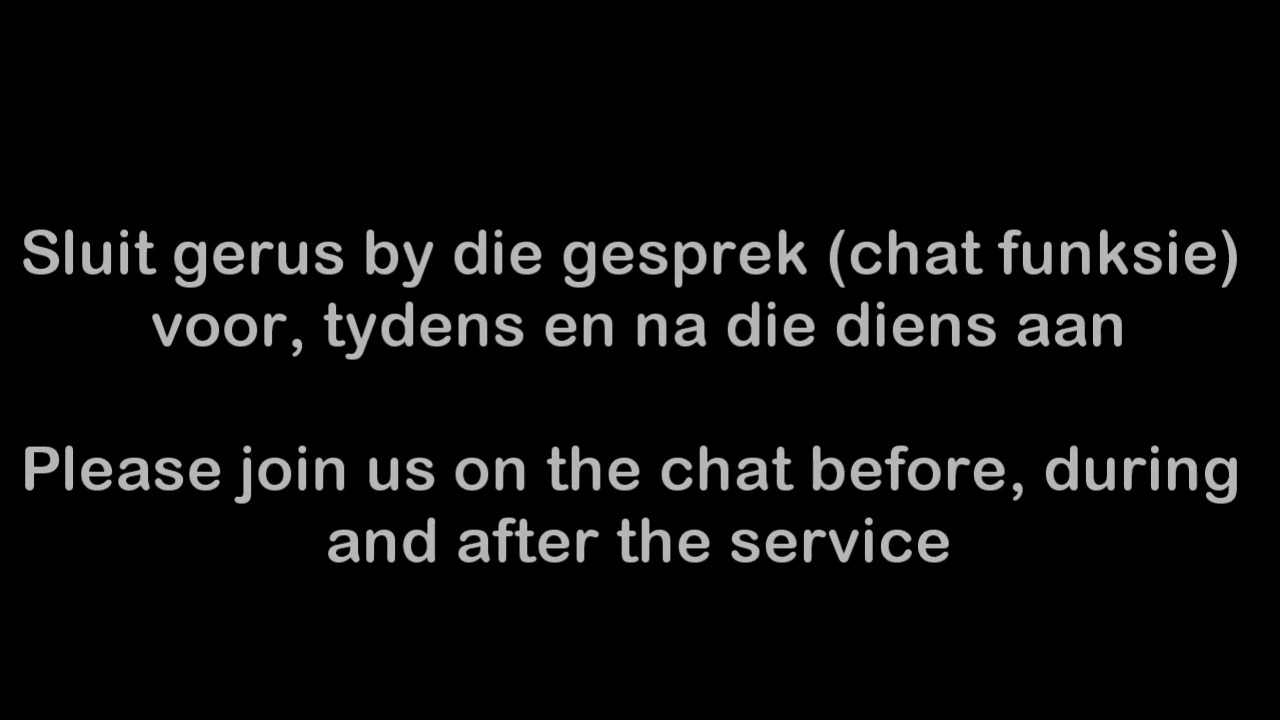 Sluit gerus by die gesprek (chat funksie)
voor, tydens en na die diens aan
Please join us on the chat before, during
and after the service